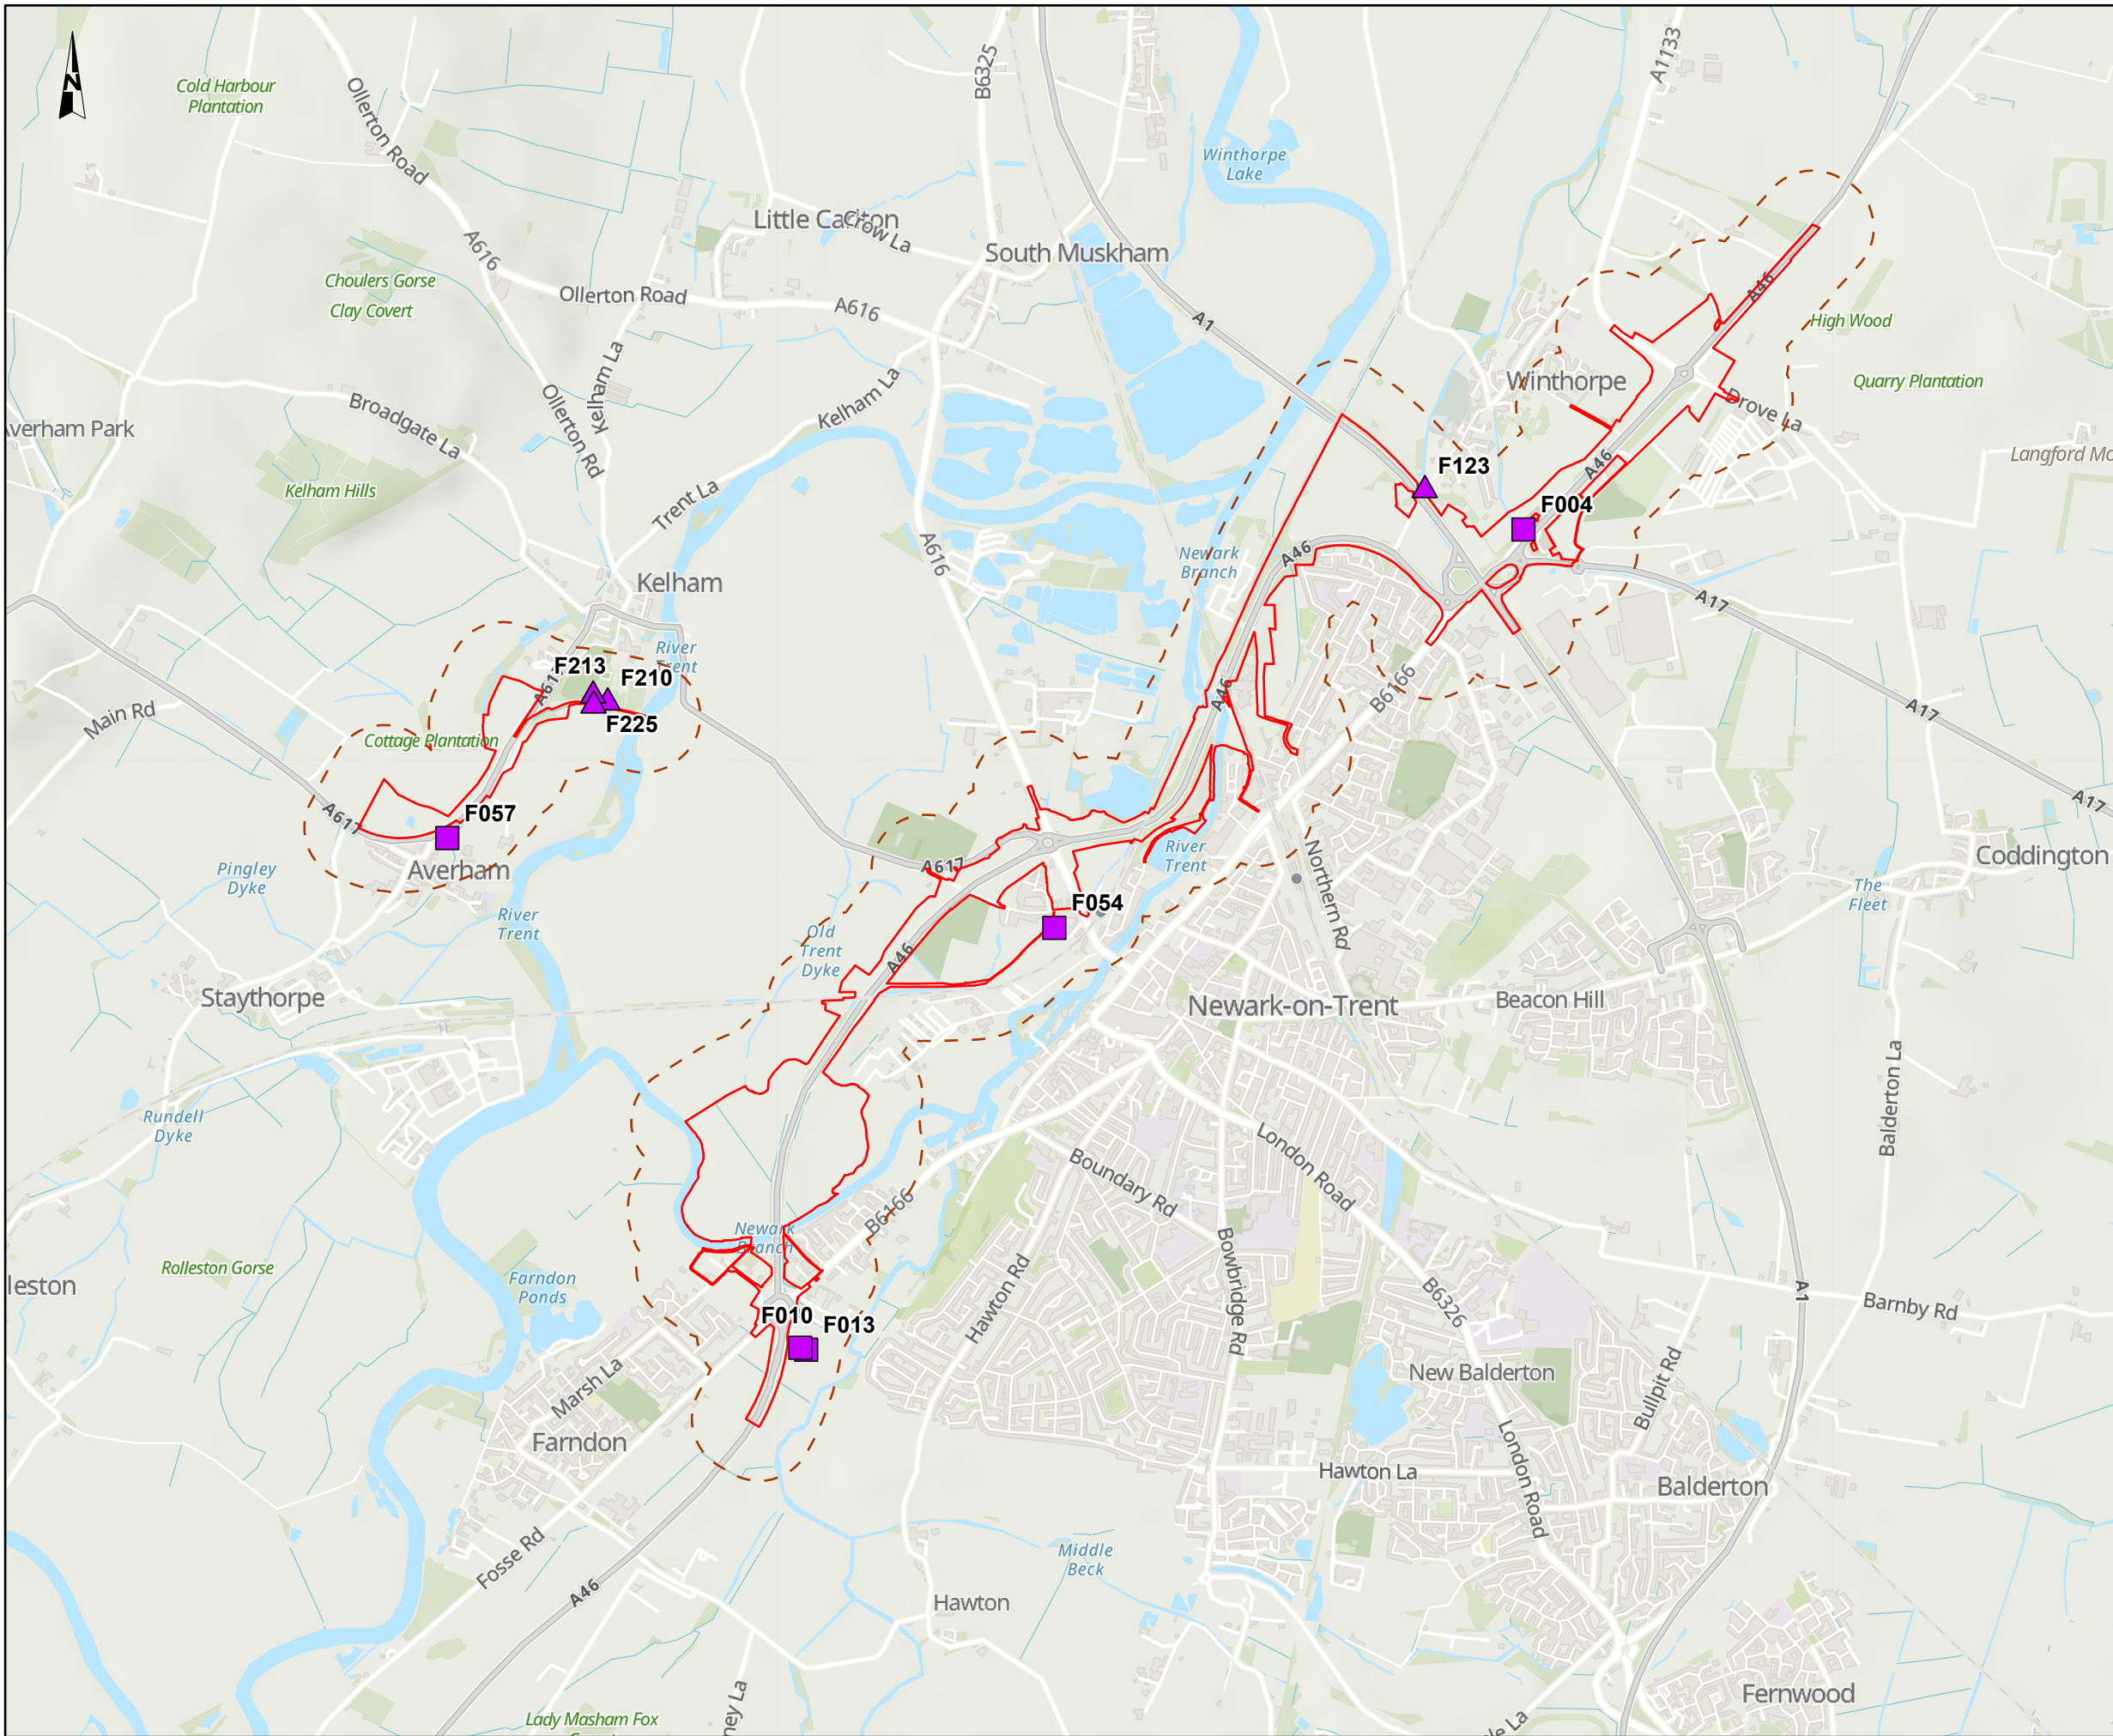 N
Cold Harbour
Plantation
Ollerton Road
B6325
A1133
Winthorpe
Lake
Little Carlton
Crow La
South Muskham
A616
Choulers Gorse
Clay Covert
Ollerton Road
A616
A1
A46
High Wood
Kelham La
Kelham La
Winthorpe
Quarry Plantation
Drove La
Broadgate La
Ollerton Rd
Averham Park
Langford Mo
Kelham Hills
Trent La
F123
A46
F004
A616
A46
Newark
Branch
Kelham
A17
River
Trent
F213
F210
A617
F225
A46
B6166
A17
Main Rd
Cottage Plantation
F057
A617
A17
Averham
Pingley
Dyke
A617
River
Trent
Northern Rd
Coddington
The
Fleet
F054
River
Trent
Old
Trent
Dyke
A46
Staythorpe
Newark-on-Trent
Beacon Hill
Rundell
Dyke
Balderton La
London Road
Boundary Rd
B6166
Newark
Branch
Rolleston Gorse
leston
Farndon
Ponds
Hawton Rd
Bowbridge Rd
B6326
A1
Barnby Rd
F010
F013
Marsh La
New Balderton
Bullpit Rd
Farndon
London Road
Hawton La
Balderton
Fosse Rd
Middle
Beck
A46
Hawton
Fernwood
Lady Masham Fox
ney La
le La